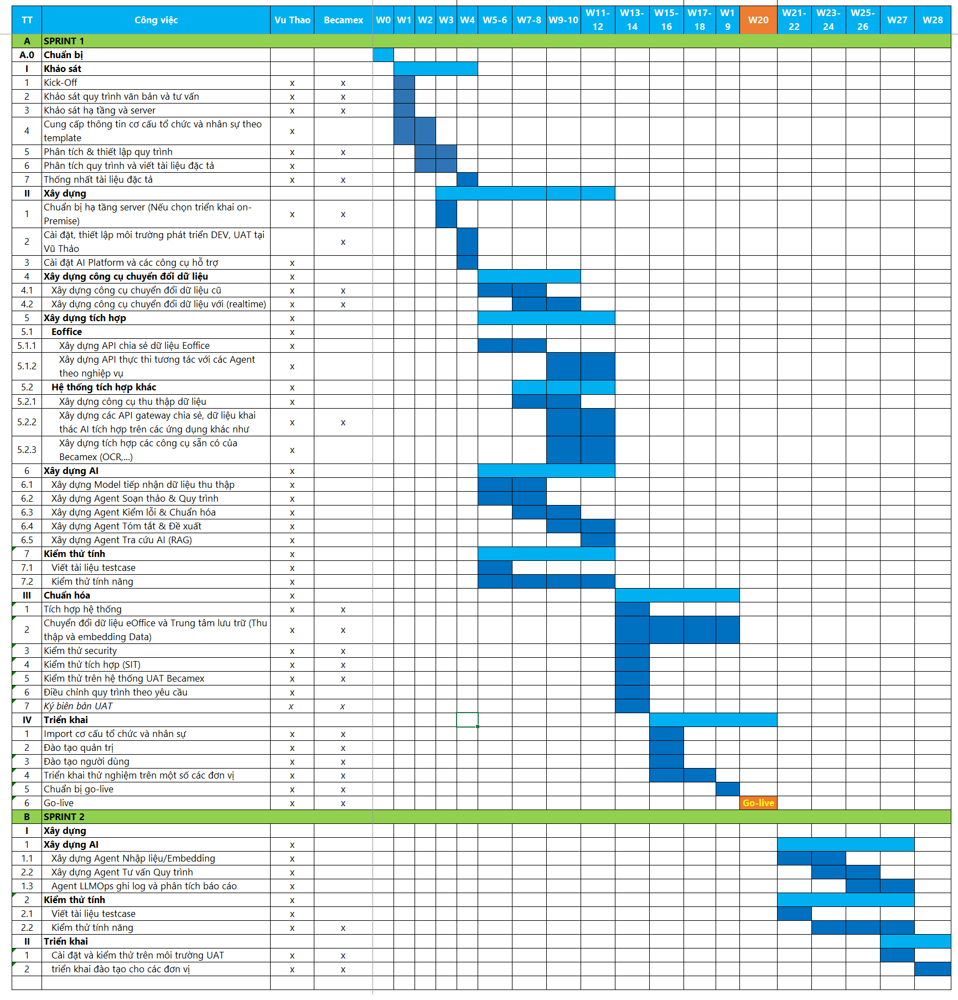 TT Công việc Vu Thao Becamex W0 W1 W2 W3 W4 W5-6 W7-8 W9-10 W11-12 W13-14 W15-16 W17-18 W19 W20 W21-22 W23-24 W25-26 W27 W28
A SPRINT 1
A.0 Chuẩn bị
I Khảo sát
1 Kick-Off x x
2 Khảo sát quy trình văn bản và tư vấn x x
3 Khảo sát hạ tầng và server x x
4 Cung cấp thông tin cơ cấu tổ chức và nhân sự theo
template x
5 Phân tích & thiết lập quy trình x x
6 Phân tích quy trình và viết tài liệu đặc tả x
7 Thống nhất tài liệu đặc tả x x
II Xây dựng
1 Chuẩn bị hạ tầng server (Nếu chọn triển khai on-
Premise) x x
2 Cài đặt, thiết lập môi trường phát triển DEV, UAT tại
Vũ Thảo x
3 Cài đặt AI Platform và các công cụ hỗ trợ x
4 Xây dựng công cụ chuyển đổi dữ liệu x
4.1 Xây dựng công cụ chuyển đổi dữ liệu cũ x x
4.2 Xây dựng công cụ chuyển đổi dữ liệu với (realtime) x x
5 Xây dựng tích hợp x
5.1 Eoffice x
5.1.1 Xây dựng API chia sẻ dữ liệu Eoffice x
5.1.2 Xây dựng API thực thi tương tác với các Agent
theo nghiệp vụ x
5.2 Hệ thống tích hợp khác x
5.2.1 Xây dựng công cụ thu thập dữ liệu x
5.2.2 Xây dựng các API gateway chia sẻ, dữ liệu khai
thác AI tích hợp trên các ứng dụng khác như x x
5.2.3 Xây dựng tích hợp các công cụ sẵn có của
Becamex (OCR,...) x
6 Xây dựng AI x
6.1 Xây dựng Model tiếp nhận dữ liệu thu thập x
6.2 Xây dựng Agent Soạn thảo & Quy trình x
6.3 Xây dựng Agent Kiểm lỗi & Chuẩn hóa x
6.4 Xây dựng Agent Tóm tắt & Đề xuất x
6.5 Xây dựng Agent Tra cứu AI (RAG) x
7 Kiểm thử tính x
7.1 Viết tài liệu testcase x
7.2 Kiểm thử tính năng x
III Chuẩn hóa x
1 Tích hợp hệ thống x x
2 Chuyển đổi dữ liệu eOffice và Trung tâm lưu trữ (Thu
thập và embedding Data) x x
3 Kiểm thử security x x
4 Kiểm thử tích hợp (SIT) x x
5 Kiểm thử trên hệ thống UAT Becamex x x
6 Điều chỉnh quy trình theo yêu cầu x
7 Ký biên bản UAT x x
IV Triển khai
1 Import cơ cấu tổ chức và nhân sự x x
2 Đào tạo quản trị x x
3 Đào tạo người dùng x x
4 Triển khai thử nghiệm trên một số các đơn vị x x
5 Chuẩn bị go-live x x
6 Go-live x x Go-live
B SPRINT 2
I Xây dựng
1 Xây dựng AI x
1.1 Xây dựng Agent Nhập liệu/Embedding x
2.2 Xây dựng Agent Tư vấn Quy trình x
1.3 Agent LLMOps ghi log và phân tích báo cáo x
2 Kiểm thử tính x
2.1 Viết tài liệu testcase x
2.2 Kiểm thử tính năng x x
II Triển khai
1 Cài đặt và kiểm thử trên môi trường UAT x x
2 triển khai đào tạo cho các đơn vị x x